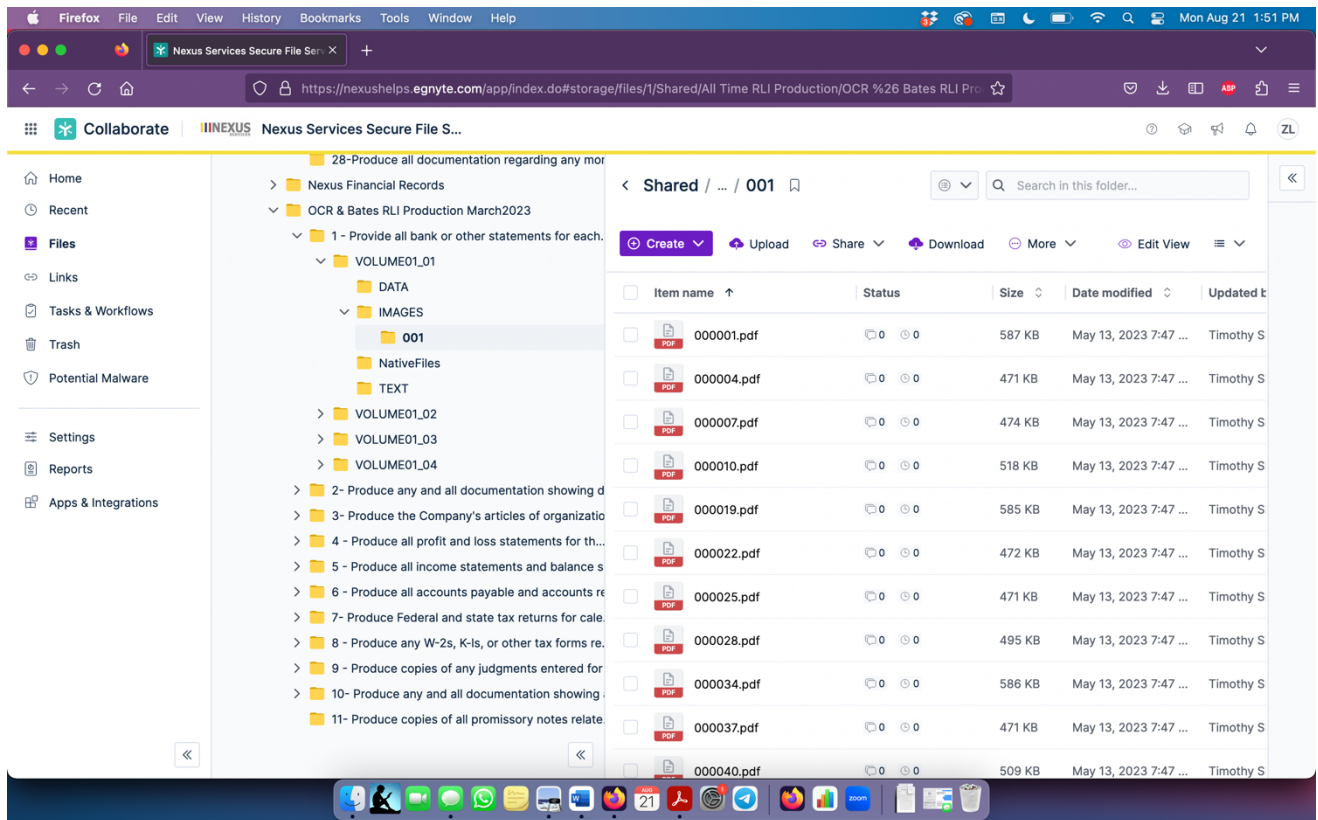 Firefox File Edit View History Bookmarks Tools Window Help Mon Aug 21 1:51 PM
Nexus Services Secure File Serv
https://nexushelps.egnyte.com/app/index.do#storage/files/1/Shared/All Time RLI Production/OCR %26 Bates RLI Pro
ABP
Collaborate
NEXUS
SERVICES
Nexus Services Secure File S...
ZL
Home
Recent
Files
Links
Tasks & Workflows
Trash
Potential Malware
Settings
Reports
Apps & Integrations
28-Produce all documentation regarding any mor
Nexus Financial Records
OCR & Bates RLI Production March2023
1 - Provide all bank or other statements for each.
VOLUME01_01
DATA
IMAGES
001
NativeFiles
TEXT
VOLUME01_02
VOLUME01_03
VOLUME01_04
2- Produce any and all documentation showing d
3- Produce the Company's articles of organizatio
4 - Produce all profit and loss statements for th...
5 - Produce all income statements and balance s
6 - Produce all accounts payable and accounts re
7- Produce Federal and state tax returns for cale.
8 - Produce any W-2s, K-Is, or other tax forms re.
9 - Produce copies of any judgments entered for
10- Produce any and all documentation showing
11- Produce copies of all promissory notes relate.
Shared / ... / 001
Search in this folder...
Create Upload Share Download More Edit View
Item name Status Size Date modified Updated b
PDF 000001.pdf 0 0 587 KB May 13, 2023 7:47 ... Timothy S
PDF 000004.pdf 0 0 471 KB May 13, 2023 7:47 ... Timothy S
PDF 000007.pdf 0 0 474 KB May 13, 2023 7:47 ... Timothy S
PDF 000010.pdf 0 0 518 KB May 13, 2023 7:47 ... Timothy S
PDF 000019.pdf 0 0 585 KB May 13, 2023 7:47 ... Timothy S
PDF 000022.pdf 0 0 472 KB May 13, 2023 7:47 ... Timothy S
PDF 000025.pdf 0 0 471 KB May 13, 2023 7:47 ... Timothy S
PDF 000028.pdf 0 0 495 KB May 13, 2023 7:47 ... Timothy S
PDF 000034.pdf 0 0 586 KB May 13, 2023 7:47 ... Timothy S
PDF 000037.pdf 0 0 471 KB May 13, 2023 7:47 ... Timothy S
PDF 000040.pdf 0 0 509 KB May 13, 2023 7:47 ... Timothy S
AUG
21
zoom